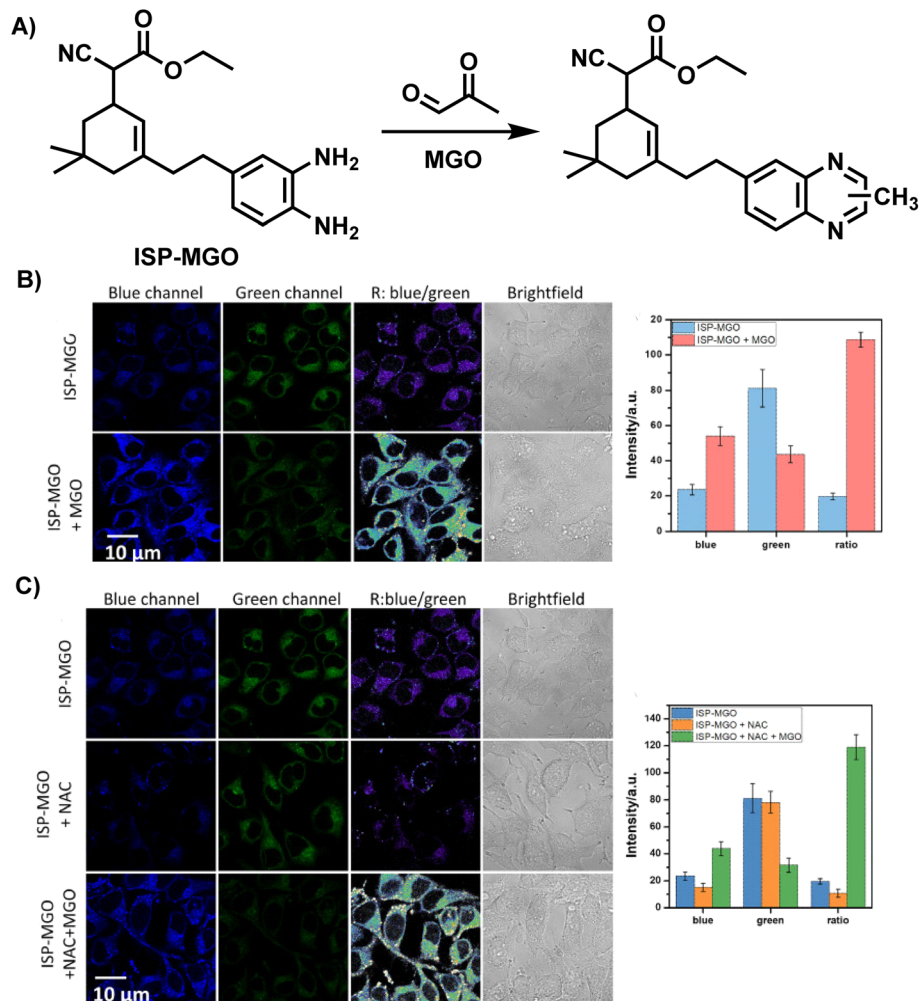 A)
O
NC
O
O
O
NH2
NH2
MGO
ISP-MGO
O
NC
O
N
N
CH3
B)
Blue channel Green channel R: blue/green Brightfield
ISP-MGO
ISP-MGO
+ MGO
10 µm
ISP-MGO
ISP-MGO + MGO
Intensity/a.u.
20
100
80
60
40
20
0
blue green ratio
C)
Blue channel Green channel R:blue/green Brightfield
ISP-MGO
ISP-MGO
+ NAC
ISP-MGO
+NAC+MGO
10 µm
ISP-MGO
ISP-MGO + NAC
ISP-MGO + NAC + MGO
Intensity/a.u.
140
120
100
80
60
40
20
0
blue green ratio